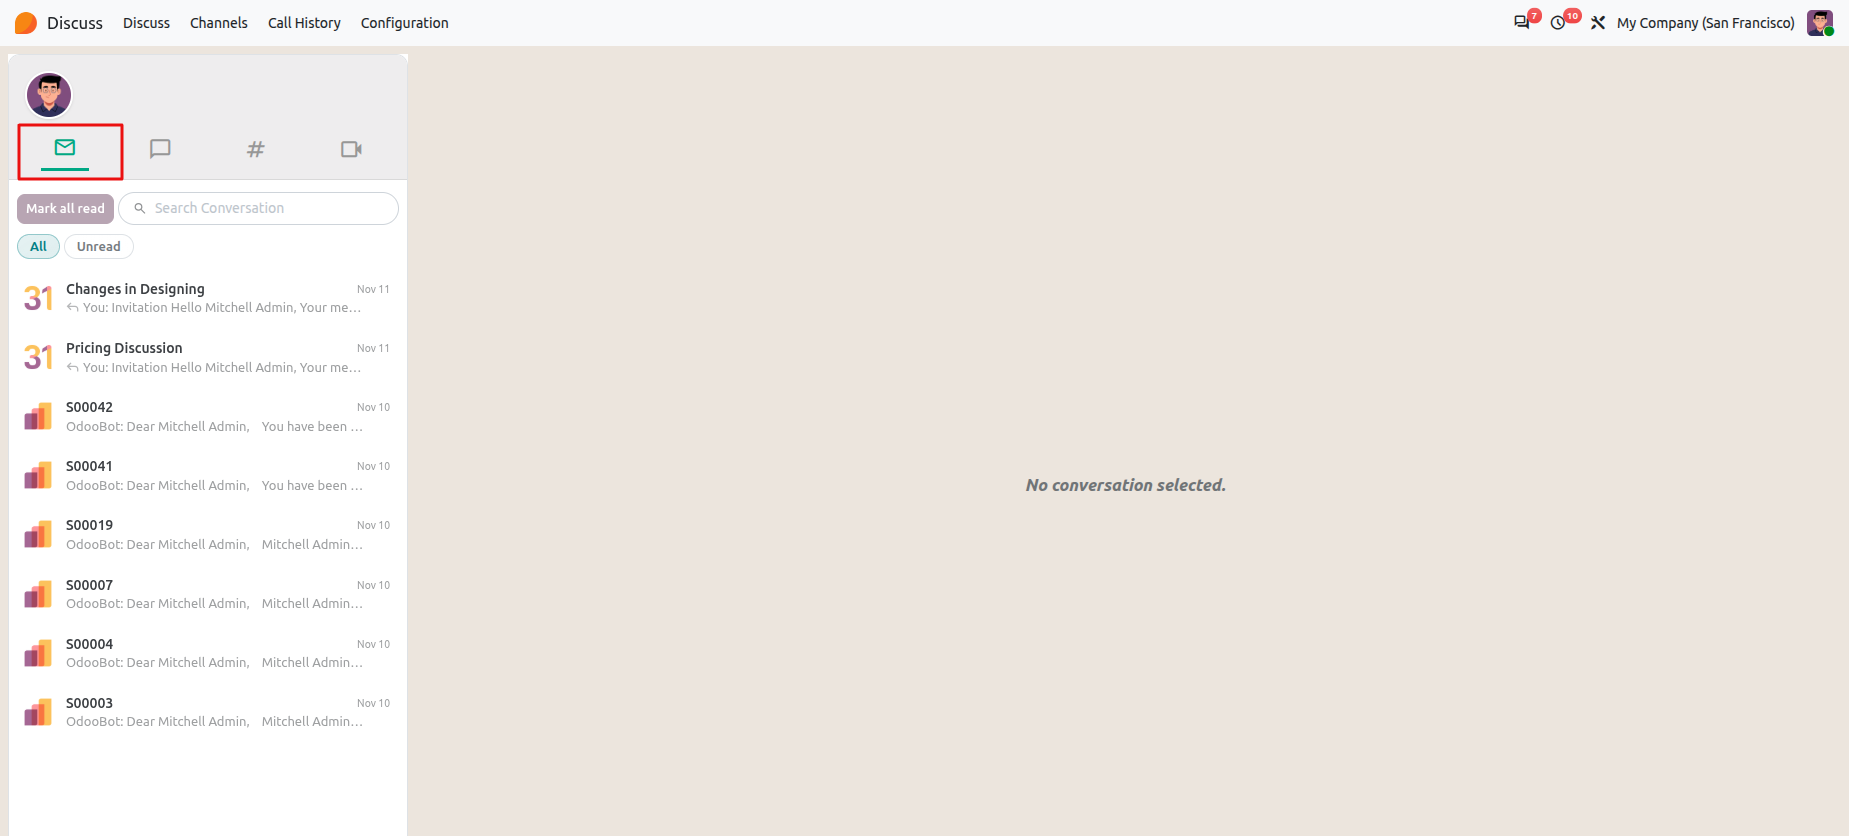 Discuss Discuss Channels Call History Configuration 7 10 My Company (San Francisco)
Mark all read Search Conversation
All Unread
31 Changes in Designing Nov 11
You: Invitation Hello Mitchell Admin, Your me…
31 Pricing Discussion Nov 11
You: Invitation Hello Mitchell Admin, Your me…
S00042 Nov 10
OdooBot: Dear Mitchell Admin, You have been …
S00041 Nov 10
OdooBot: Dear Mitchell Admin, You have been …
No conversation selected.
S00019 Nov 10
OdooBot: Dear Mitchell Admin, Mitchell Admin…
S00007 Nov 10
OdooBot: Dear Mitchell Admin, Mitchell Admin…
S00004 Nov 10
OdooBot: Dear Mitchell Admin, Mitchell Admin…
S00003 Nov 10
OdooBot: Dear Mitchell Admin, Mitchell Admin…